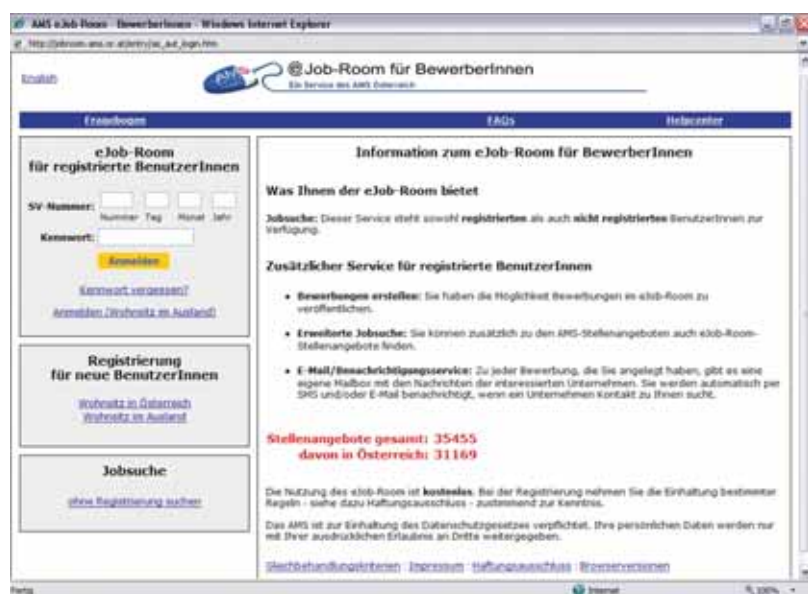 AMS eJob-Room - BewerberInnen - Windows Internet Explorer
English
AMS
eJob-Room für BewerberInnen
Ein Service des AMS Österreich
Fragebogen
FAQs
Helpcenter
eJob-Room
für registrierte BenutzerInnen
SV-Nummer:
Nummer Tag Monat Jahr
Kennwort:
Anmelden
Kennwort vergessen?
Anmelden (Wohnsitz im Ausland)
Registrierung
für neue BenutzerInnen
Wohnsitz in Österreich
Wohnsitz im Ausland
Jobsuche
ohne Registrierung suchen
Information zum eJob-Room für BewerberInnen
Was Ihnen der eJob-Room bietet
Jobsuche: Dieser Service steht sowohl registrierten als auch nicht registrierten BenutzerInnen zur
Verfügung.
Zusätzlicher Service für registrierte BenutzerInnen
• Bewerbungen erstellen: Sie haben die Möglichkeit Bewerbungen im eJob-Room zu
veröffentlichen.
• Erweiterte Jobsuche: Sie können zusätzlich zu den AMS-Stellenangeboten auch eJob-Room-
Stellenangebote finden.
• E-Mail/Benachrichtigungsservice: Zu jeder Bewerbung, die Sie angelegt haben, gibt es eine
eigene Mailbox mit den Nachrichten der interessierten Unternehmen. Sie werden automatisch per
SMS und/oder E-Mail benachrichtigt, wenn ein Unternehmen Kontakt zu Ihnen sucht.
Stellenangebote gesamt: 35455
davon in Österreich: 31169
Die Nutzung des eJob-Room ist kostenlos. Bei der Registrierung nehmen Sie die Einhaltung bestimmter
Regeln - siehe dazu Haftungsausschluss - zustimmend zur Kenntnis.
Das AMS ist zur Einhaltung des Datenschutzgesetzes verpflichtet. Ihre persönlichen Daten werden nur
mit Ihrer ausdrücklichen Erlaubnis an Dritte weitergegeben.
Gleichbehandlungskriterien Impressum Haftungsausschluss Browserversionen
Fertig
Internet
100%